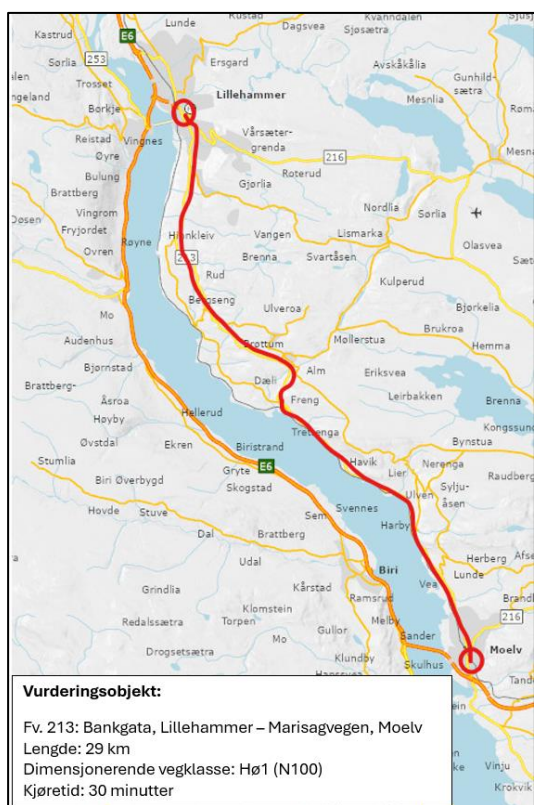 Lunde
Rustad
Dagsvea
Kvanndalen
Sjøsætra
Sjus
E6
Kastrud
253
Sørlia
Ersgard
Avskåkålia
Trosset
Gunhild-
sætra
Lillehammer
Mesnlia
Børkje
Reistad
Vingnes
Vårsæter-
grenda
216
Mesna
Øyre
Bulung
Roterud
Brattberg
Gjørlia
Nordlia
Sørlia
Vingrom
Fryjordet
Vangen
Lismarka
Olasvea
Ovren
Røyne
Brenna
Svartåsen
Rud
Kulperud
Mo
Bergseng
Ulveroa
Bjørkelia
Audenhus
Brukroa
Brøttum
Møllerstua
Hemma
Bjørnstad
Alm
Eriksvea
Dæli
Brattberg-
Åsroa
Freng
Leirbakken
Brenna
Høyby
Hellerud
Kongssund
Øvstdal
Ekren
Biristrand
Bynstua
Stumlia
Gryte
E6
Havik
Lier
Nerenga
Raudberg
Biri Øverbygd
Skogstad
Sylju-
åsen
Hovde
Stuve
Svennes
Ulven
Sem
Harby
Dal
Brattberg
Herberg
Udal
Biri
Vea
Lunde
Grindlia
Kårstad
Klomstein
Ramsrud
216
Redalssætra
Torpen
Melby
Gullor
Sander
Moelv
Mo
Drogsetsætra
Klundby
Skulhus
Vinju
Krokvik
Vurderingsobjekt:
Fv. 213: Bankgata, Lillehammer – Marisagvegen, Moelv
Lengde: 29 km
Dimensjonerende vegklasse: Hø1 (N100)
Kjøretid: 30 minutter